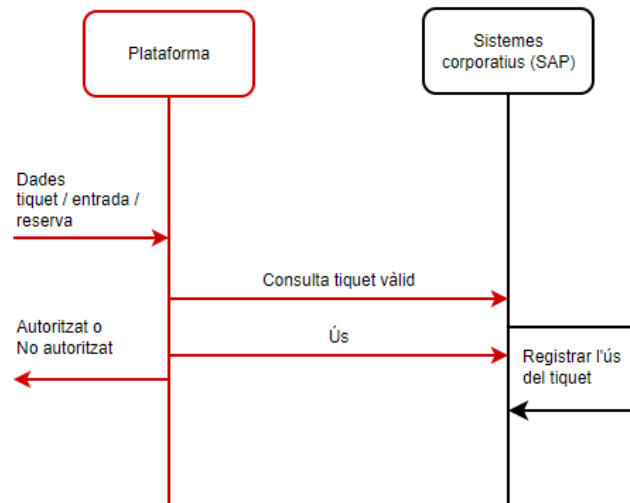 Plataforma
Sistemes
corporatius (SAP)
Dades
tiquet / entrada /
reserva
Consulta tiquet vàlid
Autoritzat o
No autoritzat
Ús
Registrar l'ús
del tiquet